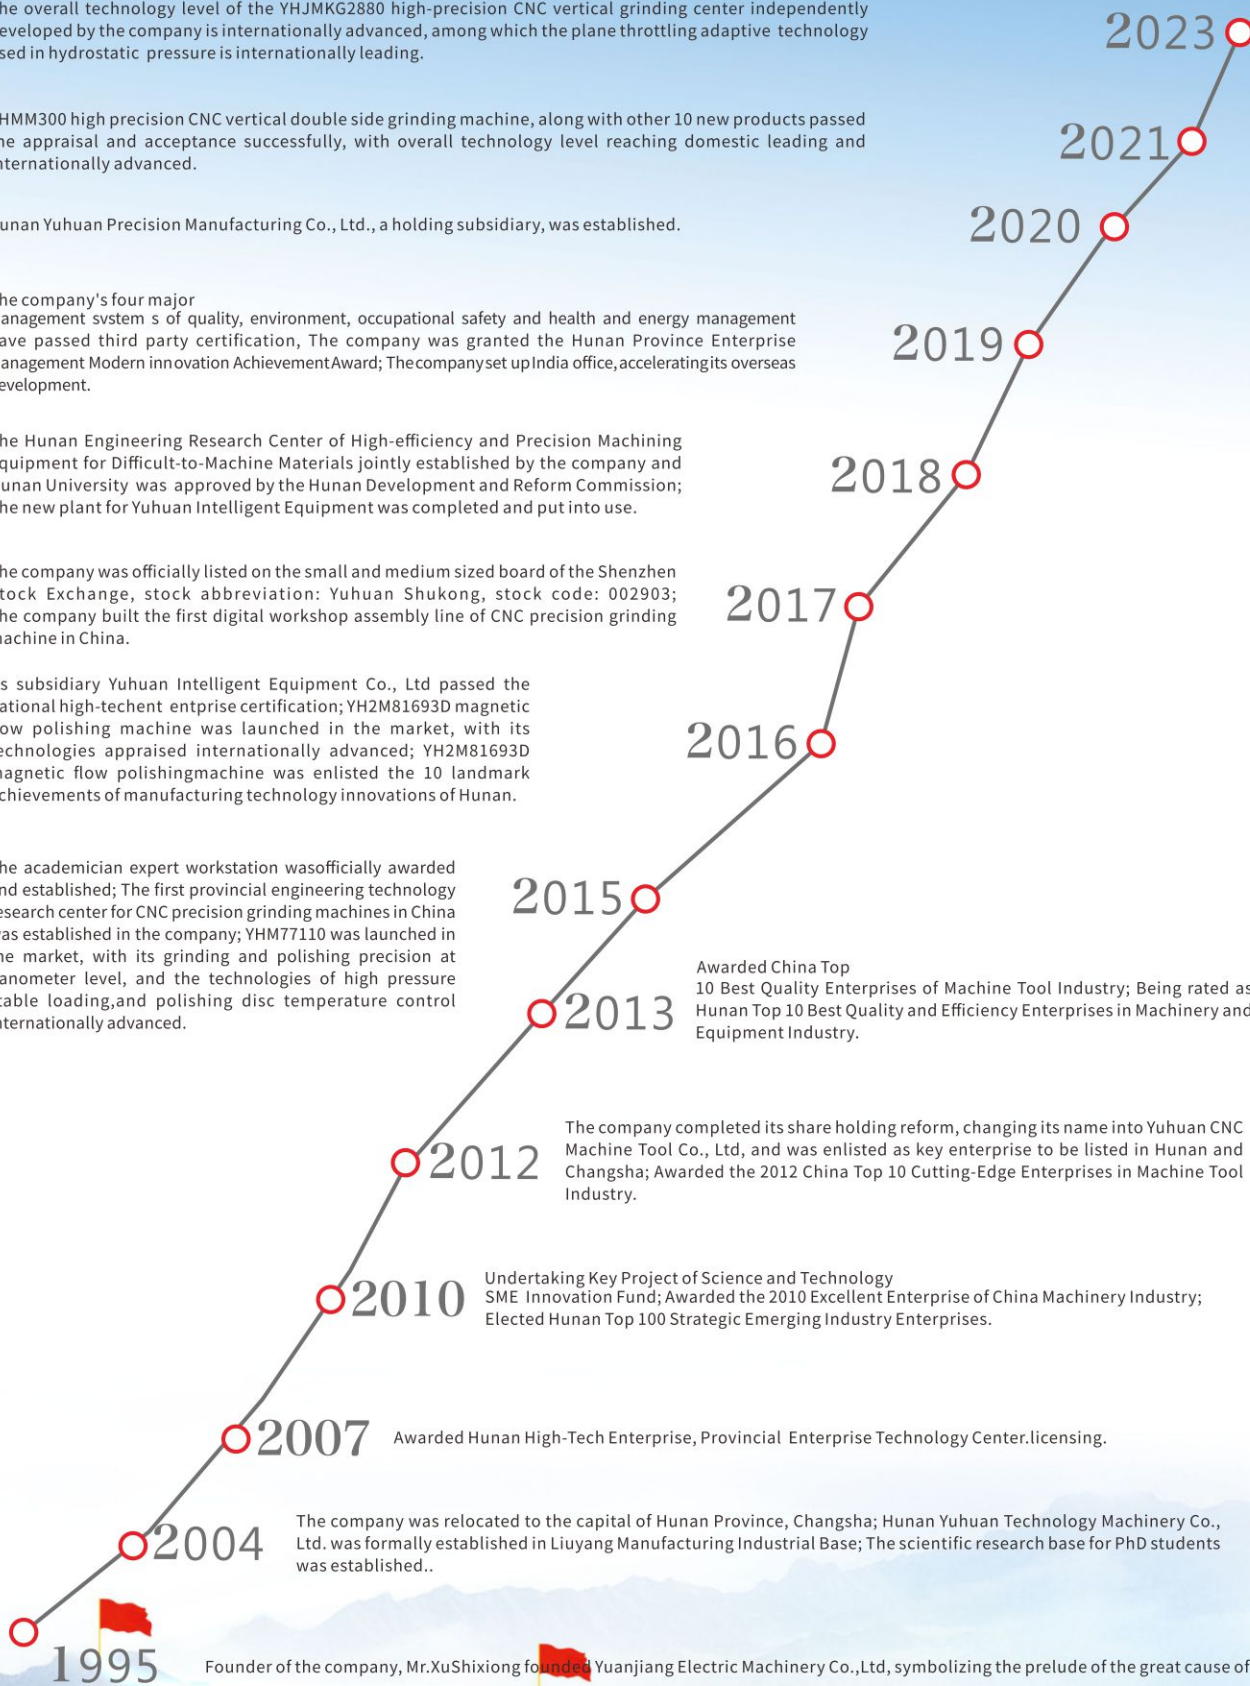 he overall technology level of the YHJMKG2880 high-precision CNC vertical grinding center independently
eveloped by the company is internationally advanced, among which the plane throttling adaptive technology
sed in hydrostatic pressure is internationally leading.
2023
HMM300 high precision CNC vertical double side grinding machine, along with other 10 new products passed
he appraisal and acceptance successfully, with overall technology level reaching domestic leading and
nternationally advanced.
2021
unan Yuhuan Precision Manufacturing Co., Ltd., a holding subsidiary, was established.
2020
he company's four major
anagement svstem s of quality, environment, occupational safety and health and energy management
ave passed third party certification, The company was granted the Hunan Province Enterprise
anagement Modern innovation Achievement Award; The company set up India office, accelerating its overseas
evelopment.
2019
he Hunan Engineering Research Center of High-efficiency and Precision Machining
quipment for Difficult-to-Machine Materials jointly established by the company and
unan University was approved by the Hunan Development and Reform Commission;
he new plant for Yuhuan Intelligent Equipment was completed and put into use.
2018
he company was officially listed on the small and medium sized board of the Shenzhen
tock Exchange, stock abbreviation: Yuhuan Shukong, stock code: 002903;
he company built the first digital workshop assembly line of CNC precision grinding
achine in China.
2017
s subsidiary Yuhuan Intelligent Equipment Co., Ltd passed the
ational high-techent entprise certification; YH2M81693D magnetic
ow polishing machine was launched in the market, with its
echnologies appraised internationally advanced; YH2M81693D
agnetic flow polishingmachine was enlisted the 10 landmark
chievements of manufacturing technology innovations of Hunan.
2016
he academician expert workstation wasofficially awarded
nd established; The first provincial engineering technology
esearch center for CNC precision grinding machines in China
as established in the company; YHM77110 was launched in
he market, with its grinding and polishing precision at
anometer level, and the technologies of high pressure
table loading,and polishing disc temperature control
nternationally advanced.
2015
2013
Awarded China Top
10 Best Quality Enterprises of Machine Tool Industry; Being rated as
Hunan Top 10 Best Quality and Efficiency Enterprises in Machinery and
Equipment Industry.
2012
The company completed its share holding reform, changing its name into Yuhuan CNC
Machine Tool Co., Ltd, and was enlisted as key enterprise to be listed in Hunan and
Changsha; Awarded the 2012 China Top 10 Cutting-Edge Enterprises in Machine Tool
Industry.
2010
Undertaking Key Project of Science and Technology
SME Innovation Fund; Awarded the 2010 Excellent Enterprise of China Machinery Industry;
Elected Hunan Top 100 Strategic Emerging Industry Enterprises.
2007
Awarded Hunan High-Tech Enterprise, Provincial Enterprise Technology Center.licensing.
2004
The company was relocated to the capital of Hunan Province, Changsha; Hunan Yuhuan Technology Machinery Co.,
Ltd. was formally established in Liuyang Manufacturing Industrial Base; The scientific research base for PhD students
was established..
1995
Founder of the company, Mr.XuShixiong founded Yuanjiang Electric Machinery Co.,Ltd, symbolizing the prelude of the great cause of